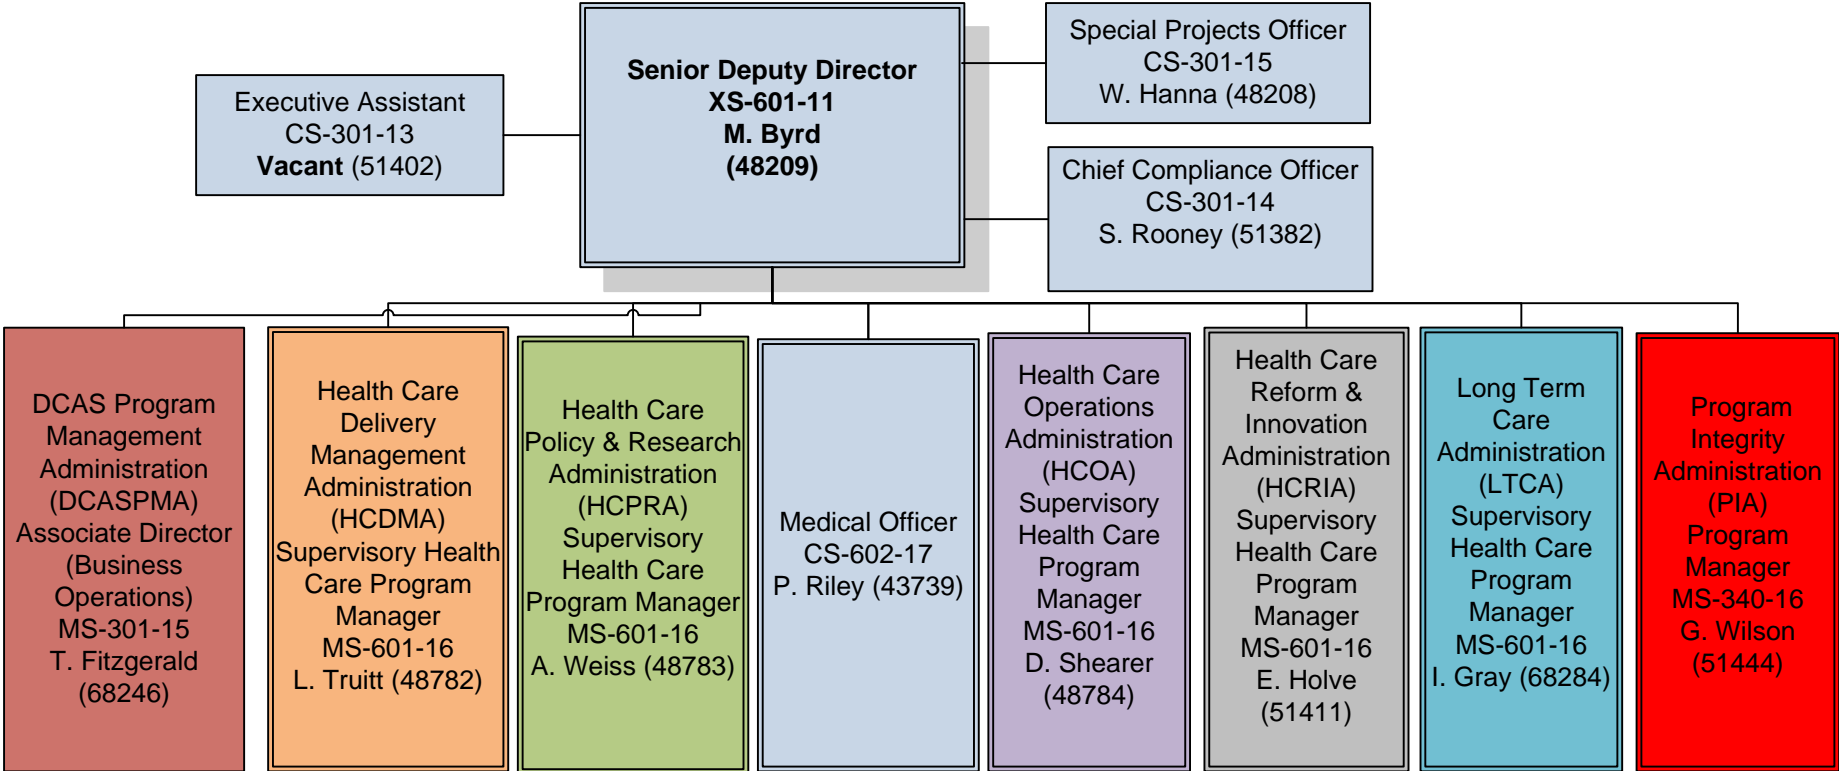 Senior Deputy Director
XS-601-11
M. Byrd
(48209)
Special Projects Officer
CS-301-15
W. Hanna (48208)
Executive Assistant
CS-301-13
Vacant (51402)
Chief Compliance Officer
CS-301-14
S. Rooney (51382)
DCAS Program
Management
Administration
(DCASPMA)
Associate Director
(Business
Operations)
MS-301-15
T. Fitzgerald
(68246)
Health Care
Delivery
Management
Administration
(HCDMA)
Supervisory Health
Care Program
Manager
MS-601-16
L. Truitt (48782)
Health Care
Policy & Research
Administration
(HCPRA)
Supervisory
Health Care
Program Manager
MS-601-16
A. Weiss (48783)
Medical Officer
CS-602-17
P. Riley (43739)
Health Care
Operations
Administration
(HCOA)
Supervisory
Health Care
Program
Manager
MS-601-16
D. Shearer
(48784)
Health Care
Reform &
Innovation
Administration
(HCRIA)
Supervisory
Health Care
Program
Manager
MS-601-16
E. Holve
(51411)
Long Term
Care
Administration
(LTCA)
Supervisory
Health Care
Program
Manager
MS-601-16
I. Gray (68284)
Program
Integrity
Administration
(PIA)
Program
Manager
MS-340-16
G. Wilson
(51444)